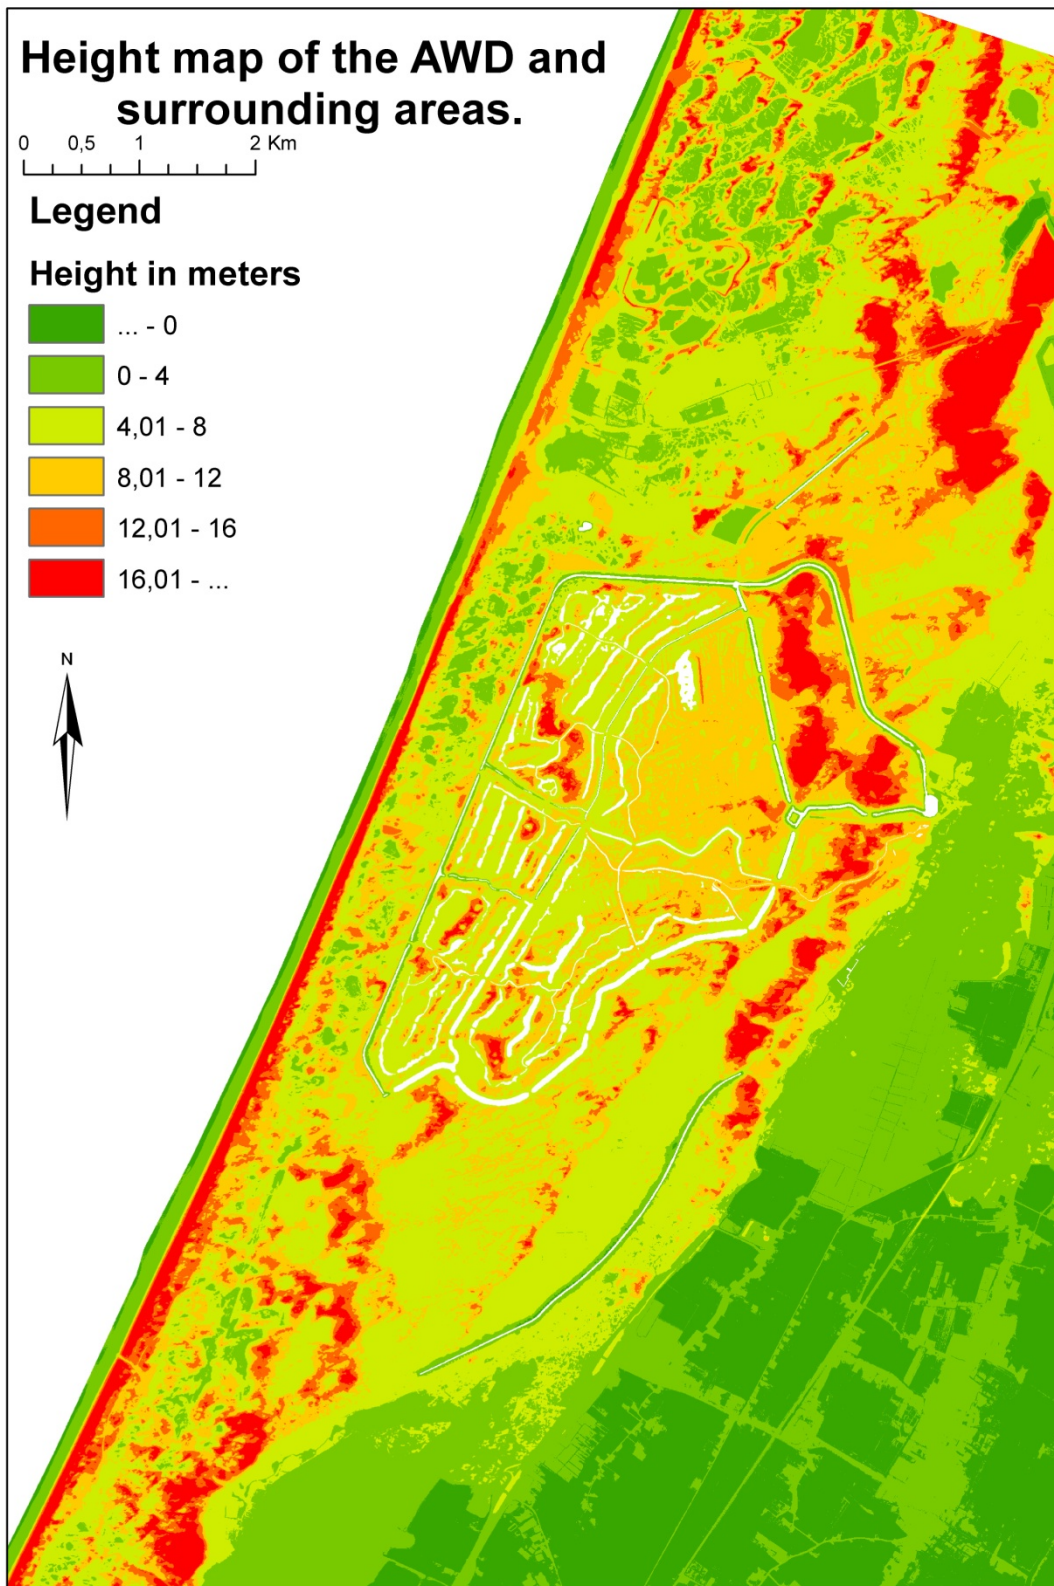 Height map of the AWD and
surrounding areas.
0 0,5 1 2 Km
Legend
Height in meters
... - 0
0 - 4
4,01 - 8
8,01 - 12
12,01 - 16
16,01 - ...
N